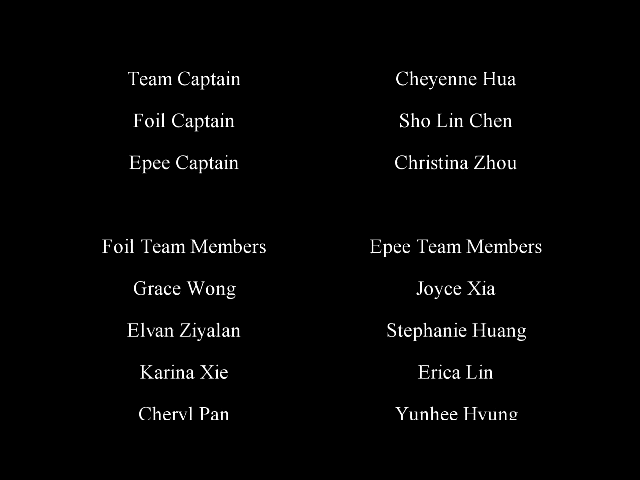 Team Captain Cheyenne Hua
Foil Captain Sho Lin Chen
Epee Captain Christina Zhou
Foil Team Members Epee Team Members
Grace Wong Joyce Xia
Elvan Ziyalan Stephanie Huang
Karina Xie Erica Lin
Cheryl Pan Yunhee Hyung